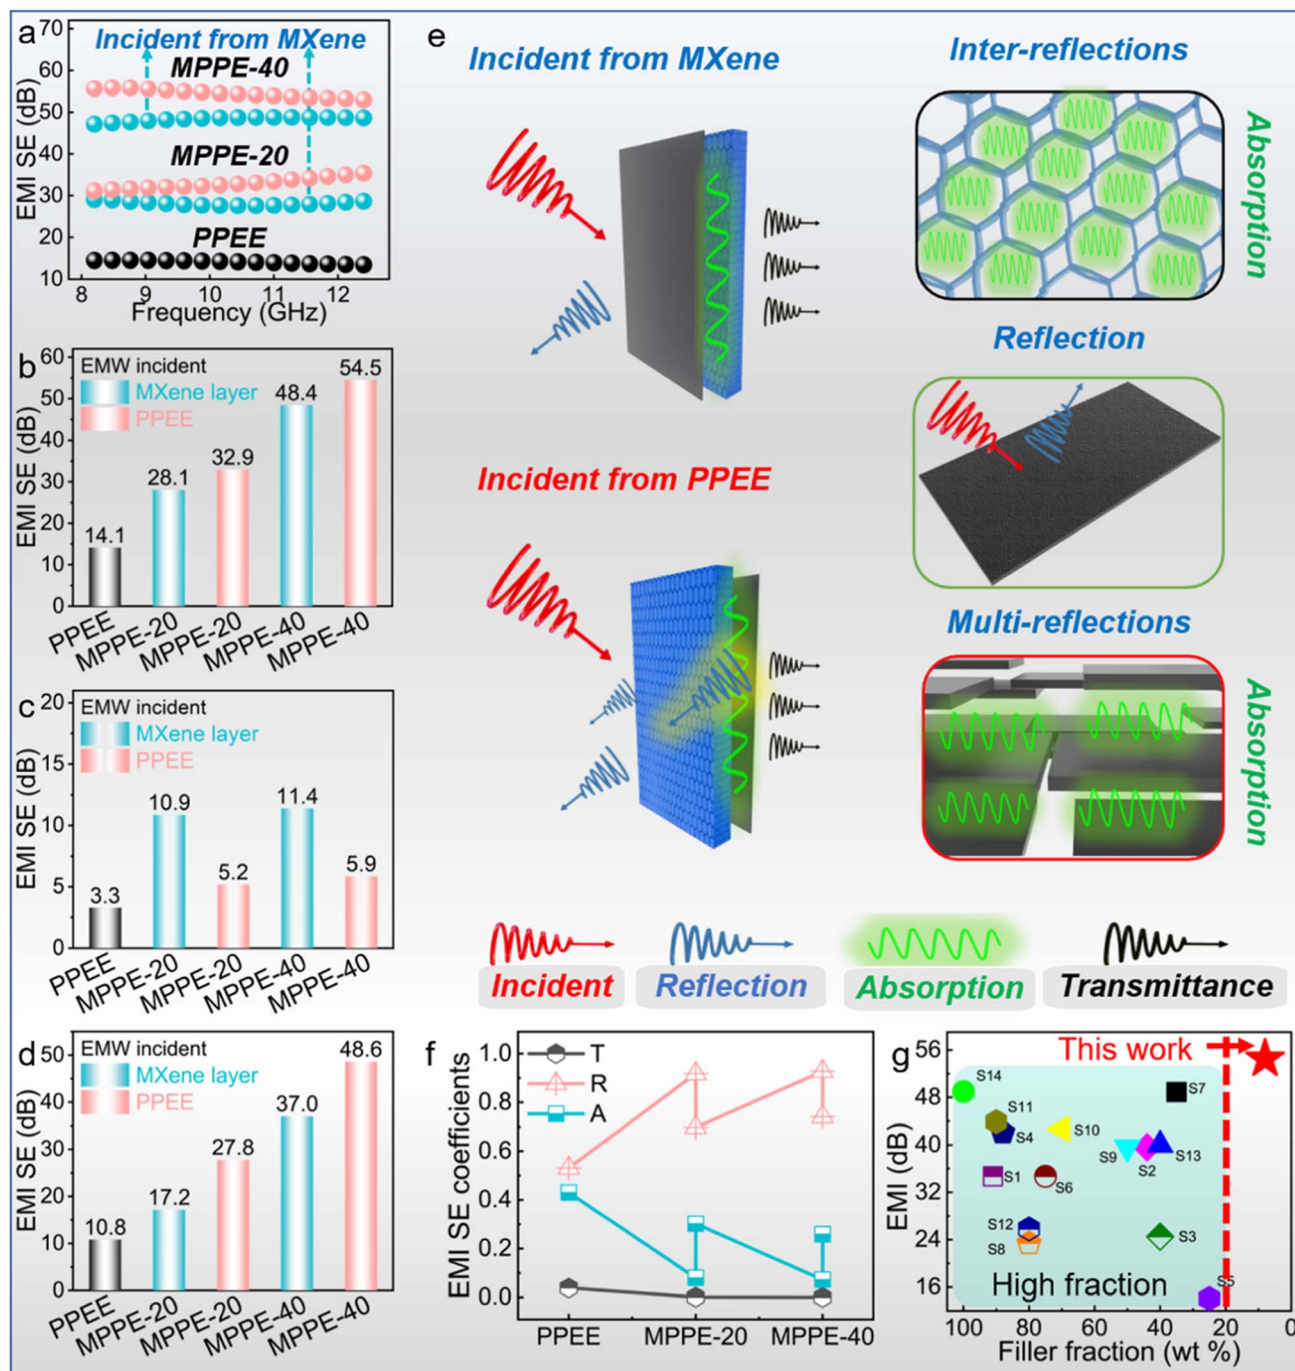 a
70
60
50
40
30
20
10
EMI SE (dB)
Incident from MXene
MPPE-40
MPPE-20
PPEE
8
9
10
11
12
Frequency (GHz)
b
60
50
40
30
20
10
0
EMI SE (dB)
EMW incident
MXene layer
PPEE
14.1
28.1
32.9
48.4
54.5
PPEE
MPPE-20
MPPE-20
MPPE-40
MPPE-40
c
20
15
10
5
0
EMI SE (dB)
EMW incident
MXene layer
PPEE
3.3
10.9
5.2
11.4
5.9
PPEE
MPPE-20
MPPE-20
MPPE-40
MPPE-40
d
50
40
30
20
10
0
EMI SE (dB)
EMW incident
MXene layer
PPEE
10.8
17.2
27.8
37.0
48.6
PPEE
MPPE-20
MPPE-20
MPPE-40
MPPE-40
e
Incident from MXene
Inter-reflections
Absorption
Reflection
Incident from PPEE
Multi-reflections
Absorption
Incident
Reflection
Absorption
Transmittance
f
1.0
0.8
0.6
0.4
0.2
0.0
EMI SE coefficients
T
R
A
PPEE
MPPE-20
MPPE-40
g
56
48
40
32
24
16
EMI (dB)
This work
S14
S7
S11
S4
S10
S9
S2
S13
S1
S6
S12
S8
S3
S5
High fraction
100
80
60
40
20
0
Filler fraction (wt %)